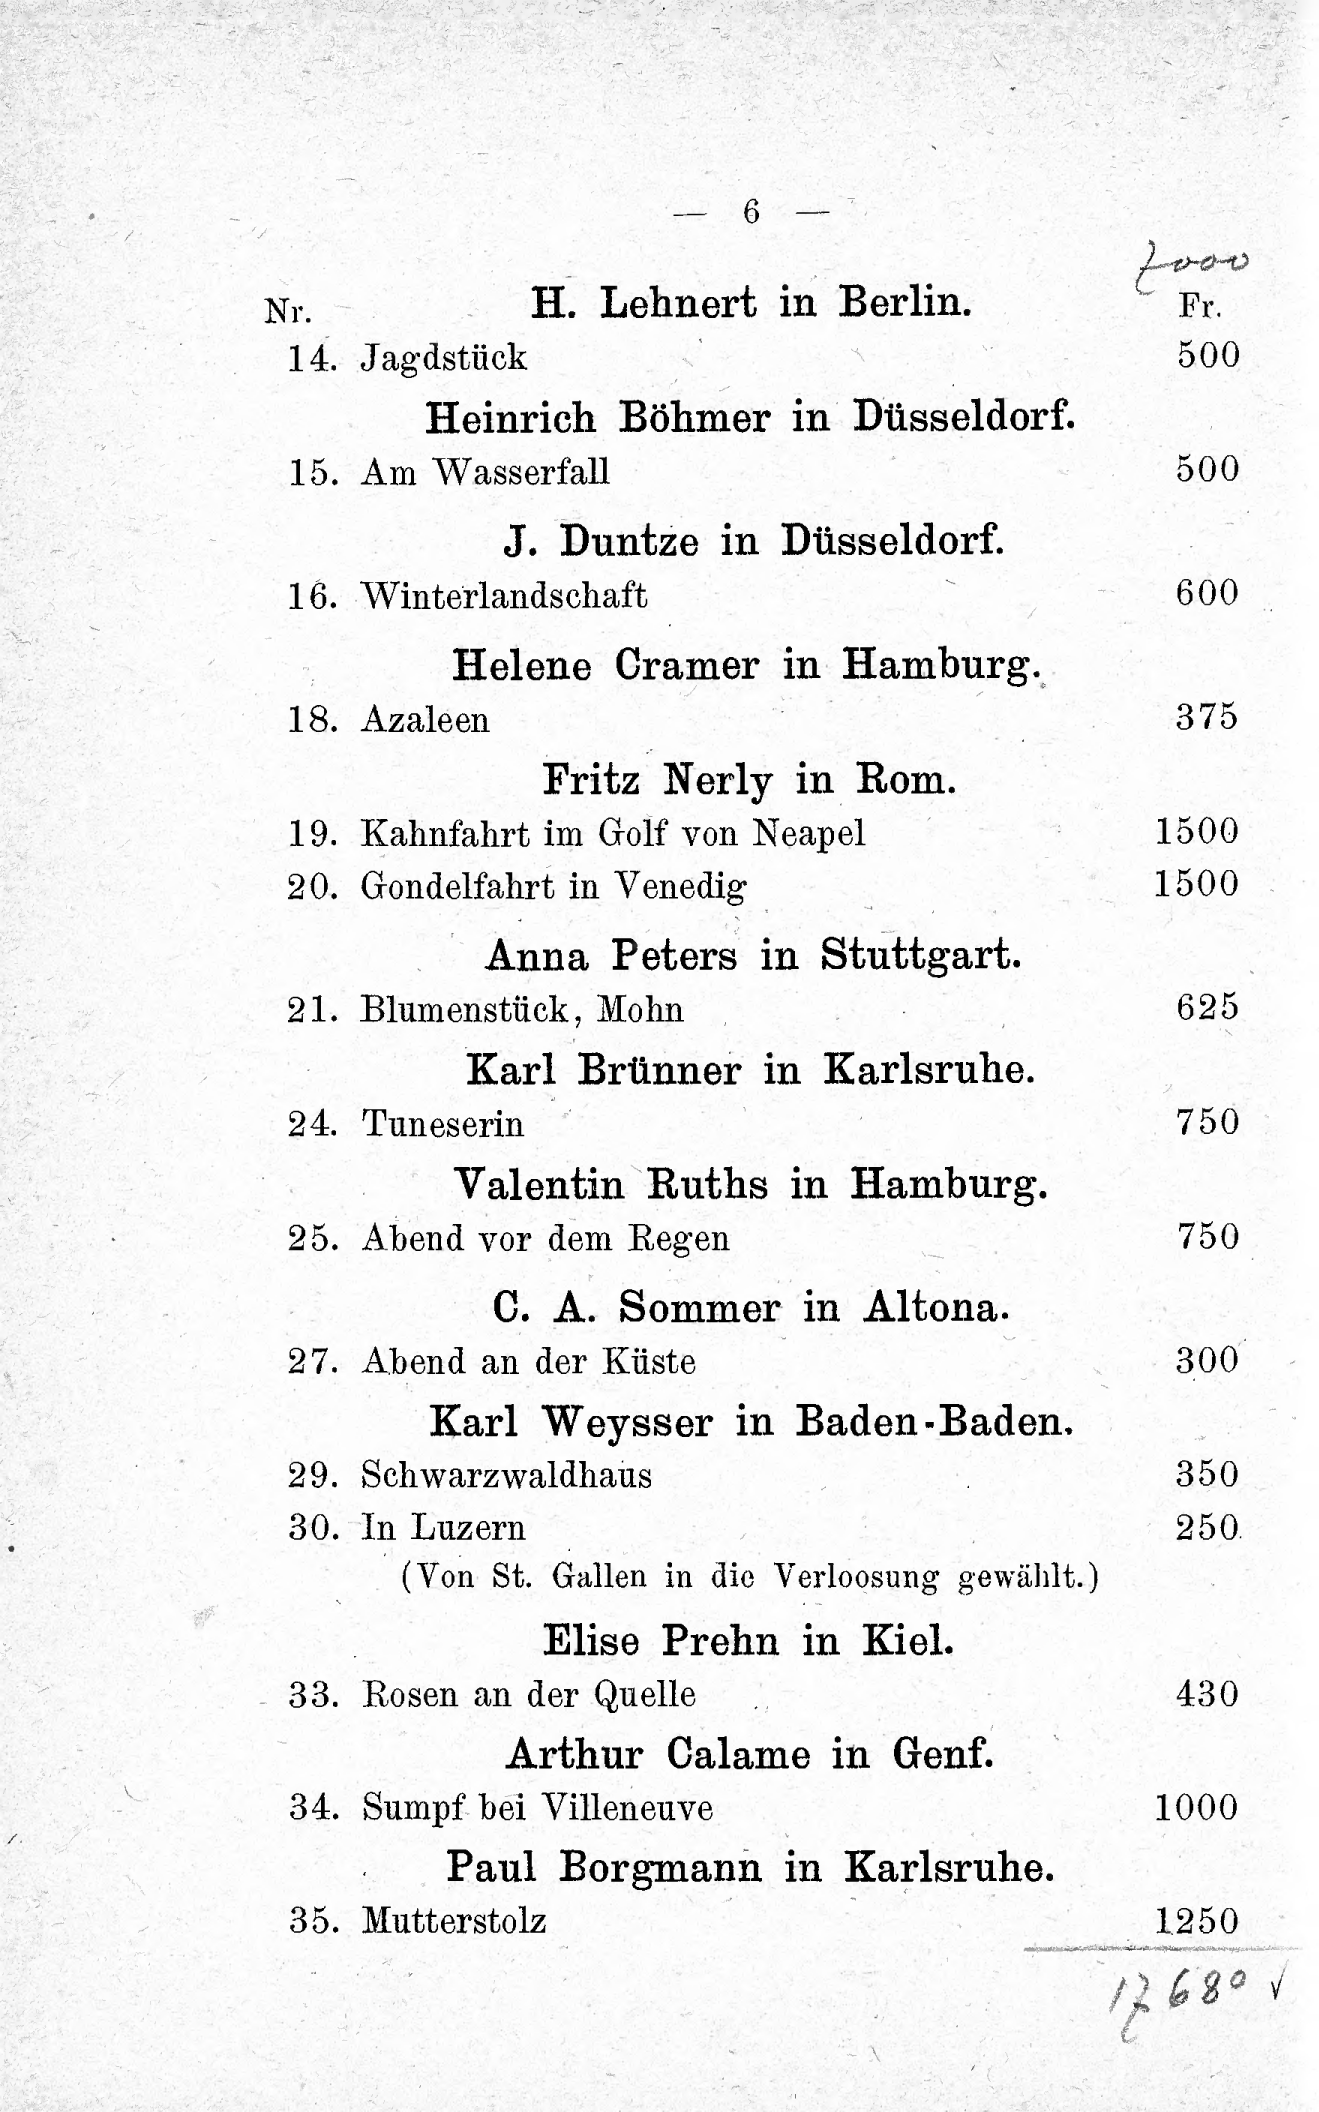 — 6 —
7000
Nr. H. Lehnert in Berlin. Fr.
14. Jagdstück 500
Heinrich Böhmer in Düsseldorf.
15. Am Wasserfall 500
J. Duntze in Düsseldorf.
16. Winterlandschaft 600
Helene Cramer in Hamburg.
18. Azaleen 375
Fritz Nerly in Rom.
19. Kahnfahrt im Golf von Neapel 1500
20. Gondelfahrt in Venedig 1500
Anna Peters in Stuttgart.
21. Blumenstück, Mohn 625
Karl Brünner in Karlsruhe.
24. Tuneserin 750
Valentin Ruths in Hamburg.
25. Abend vor dem Regen 750
C. A. Sommer in Altona.
27. Abend an der Küste 300
Karl Weysser in Baden-Baden.
29. Schwarzwaldhaus 350
30. In Luzern 250
(Von St. Gallen in die Verloosung gewählt.)
Elise Prehn in Kiel.
33. Rosen an der Quelle 430
Arthur Calame in Genf.
34. Sumpf bei Villeneuve 1000
Paul Borgmann in Karlsruhe.
35. Mutterstolz 1250
17680 √